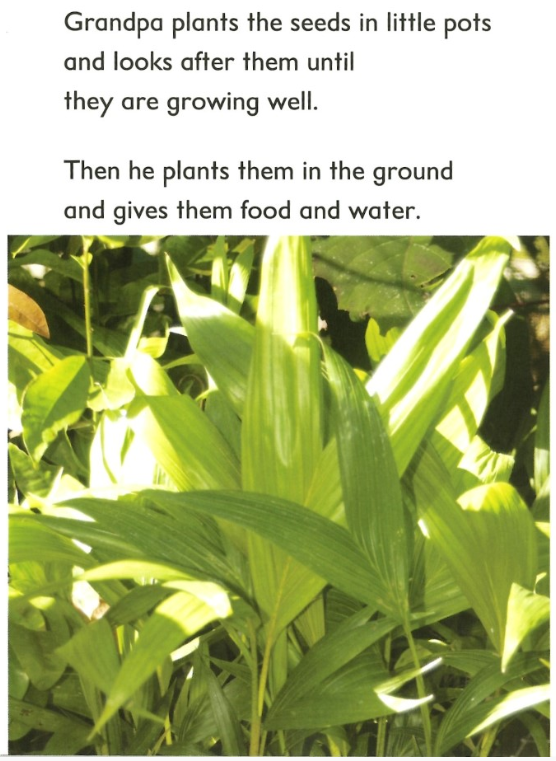 Grandpa plants the seeds in little pots
and looks after them until
they are growing well.
Then he plants them in the ground
and gives them food and water.